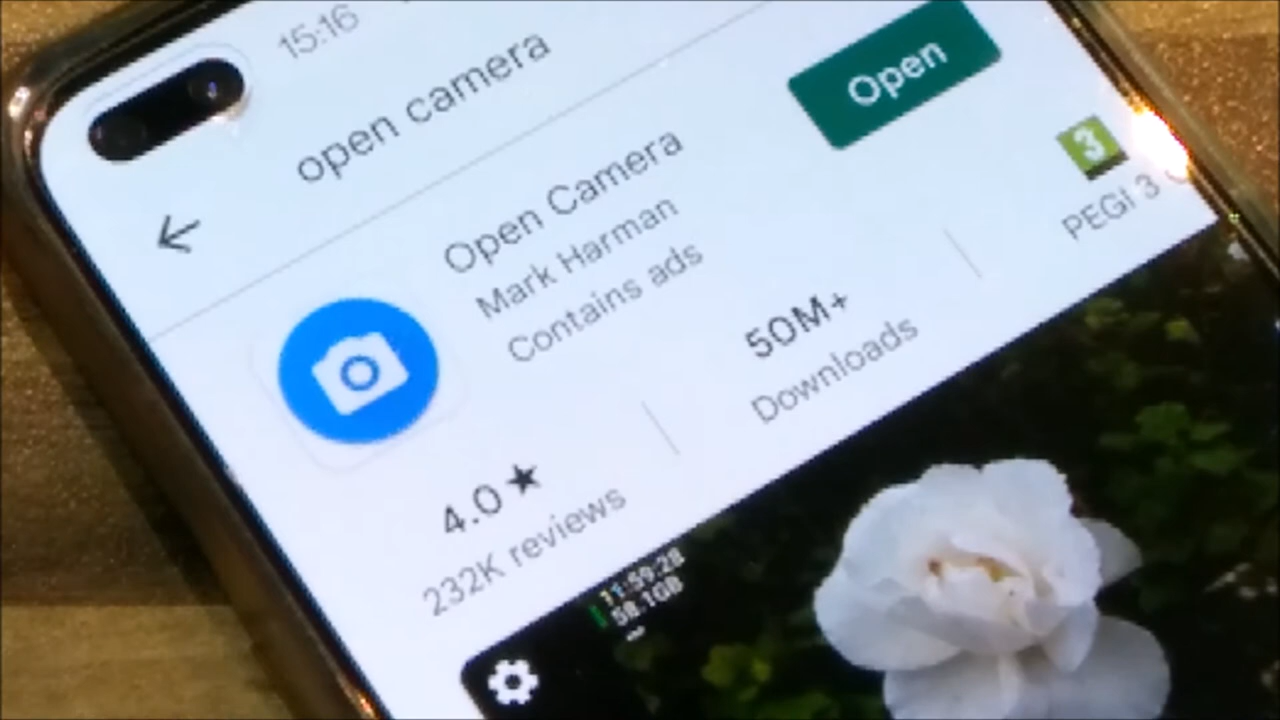 15:16
open camera
Open Camera
Mark Harman
Contains ads
Open
4.0 ★
232K reviews
50M+
Downloads
3
PEGI 3
11:59:28
58.1GB